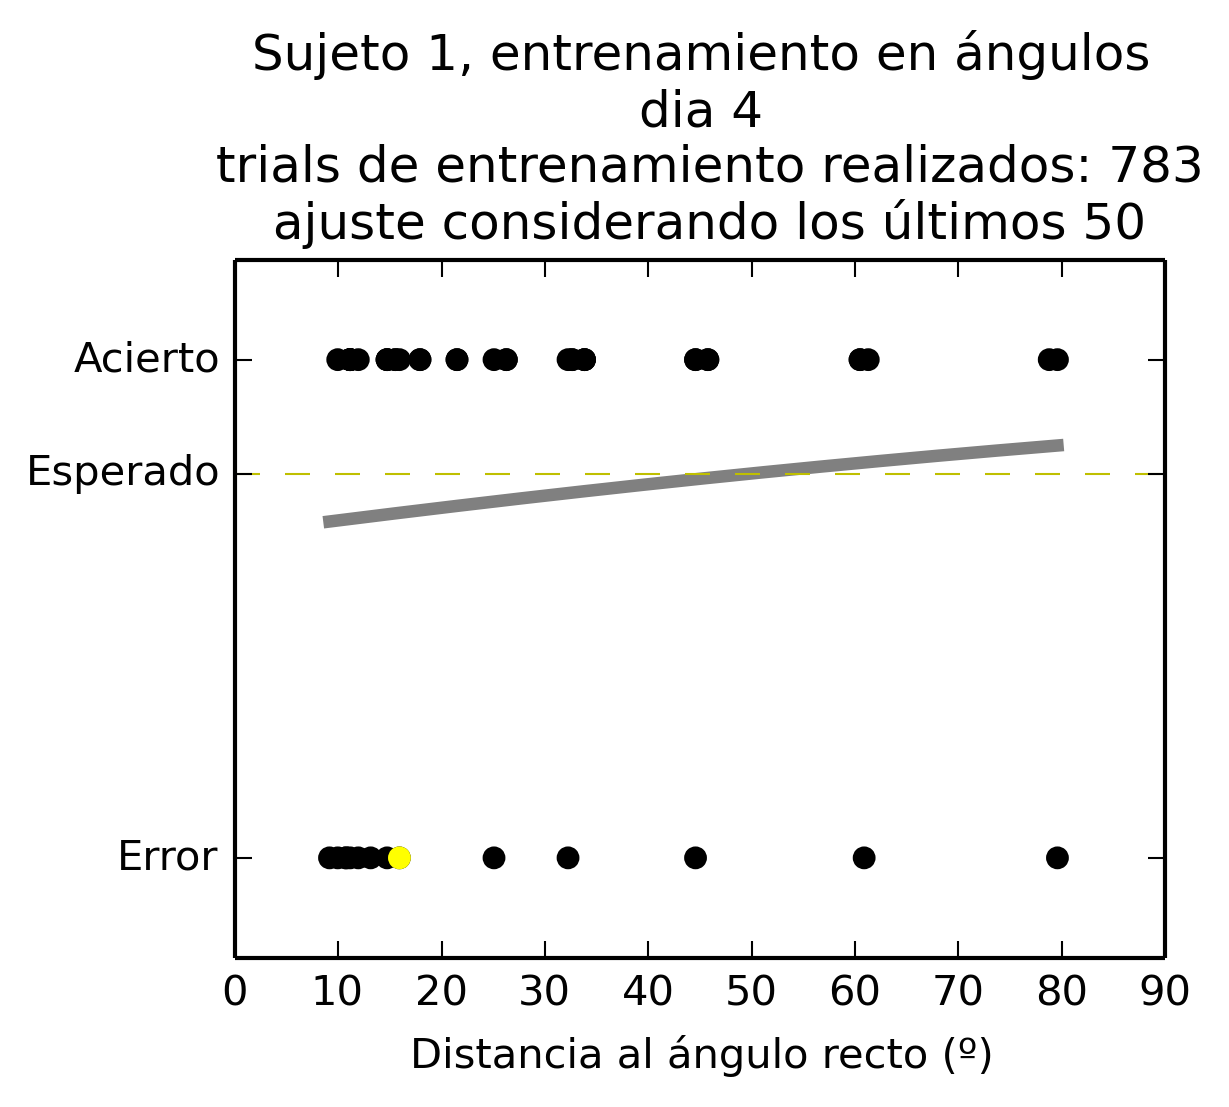 Sujeto 1, entrenamiento en ángulos
dia 4
trials de entrenamiento realizados: 783
ajuste considerando los últimos 50
Acierto
Esperado
Error
0 10 20 30 40 50 60 70 80 90
Distancia al ángulo recto (º)